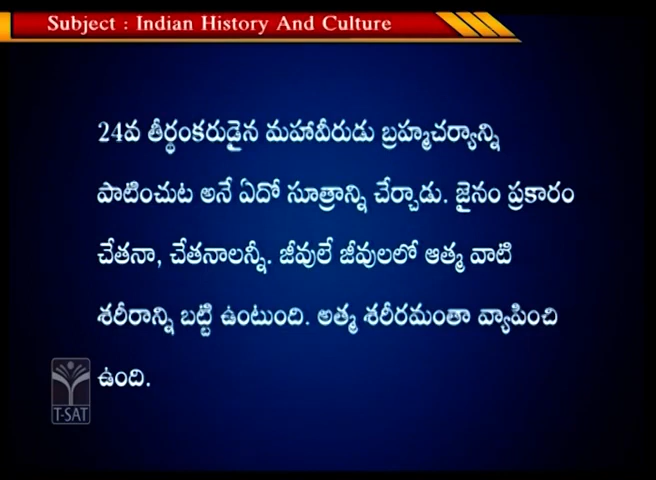 Subject : Indian History And Culture
24వ తీర్థంకరుడైన మహావీరుడు బ్రహ్మచర్యాన్ని
పాటించుట అనే ఏదో సూత్రాన్ని చేర్చాడు. జైనం ప్రకారం
చేతనా, చేతనాలన్నీ. జీవులే జీవులలో ఆత్మ వాటి
శరీరాన్ని బట్టి ఉంటుంది. అత్మ శరీరమంతా వ్యాపించి
ఉంది.
T-SAT